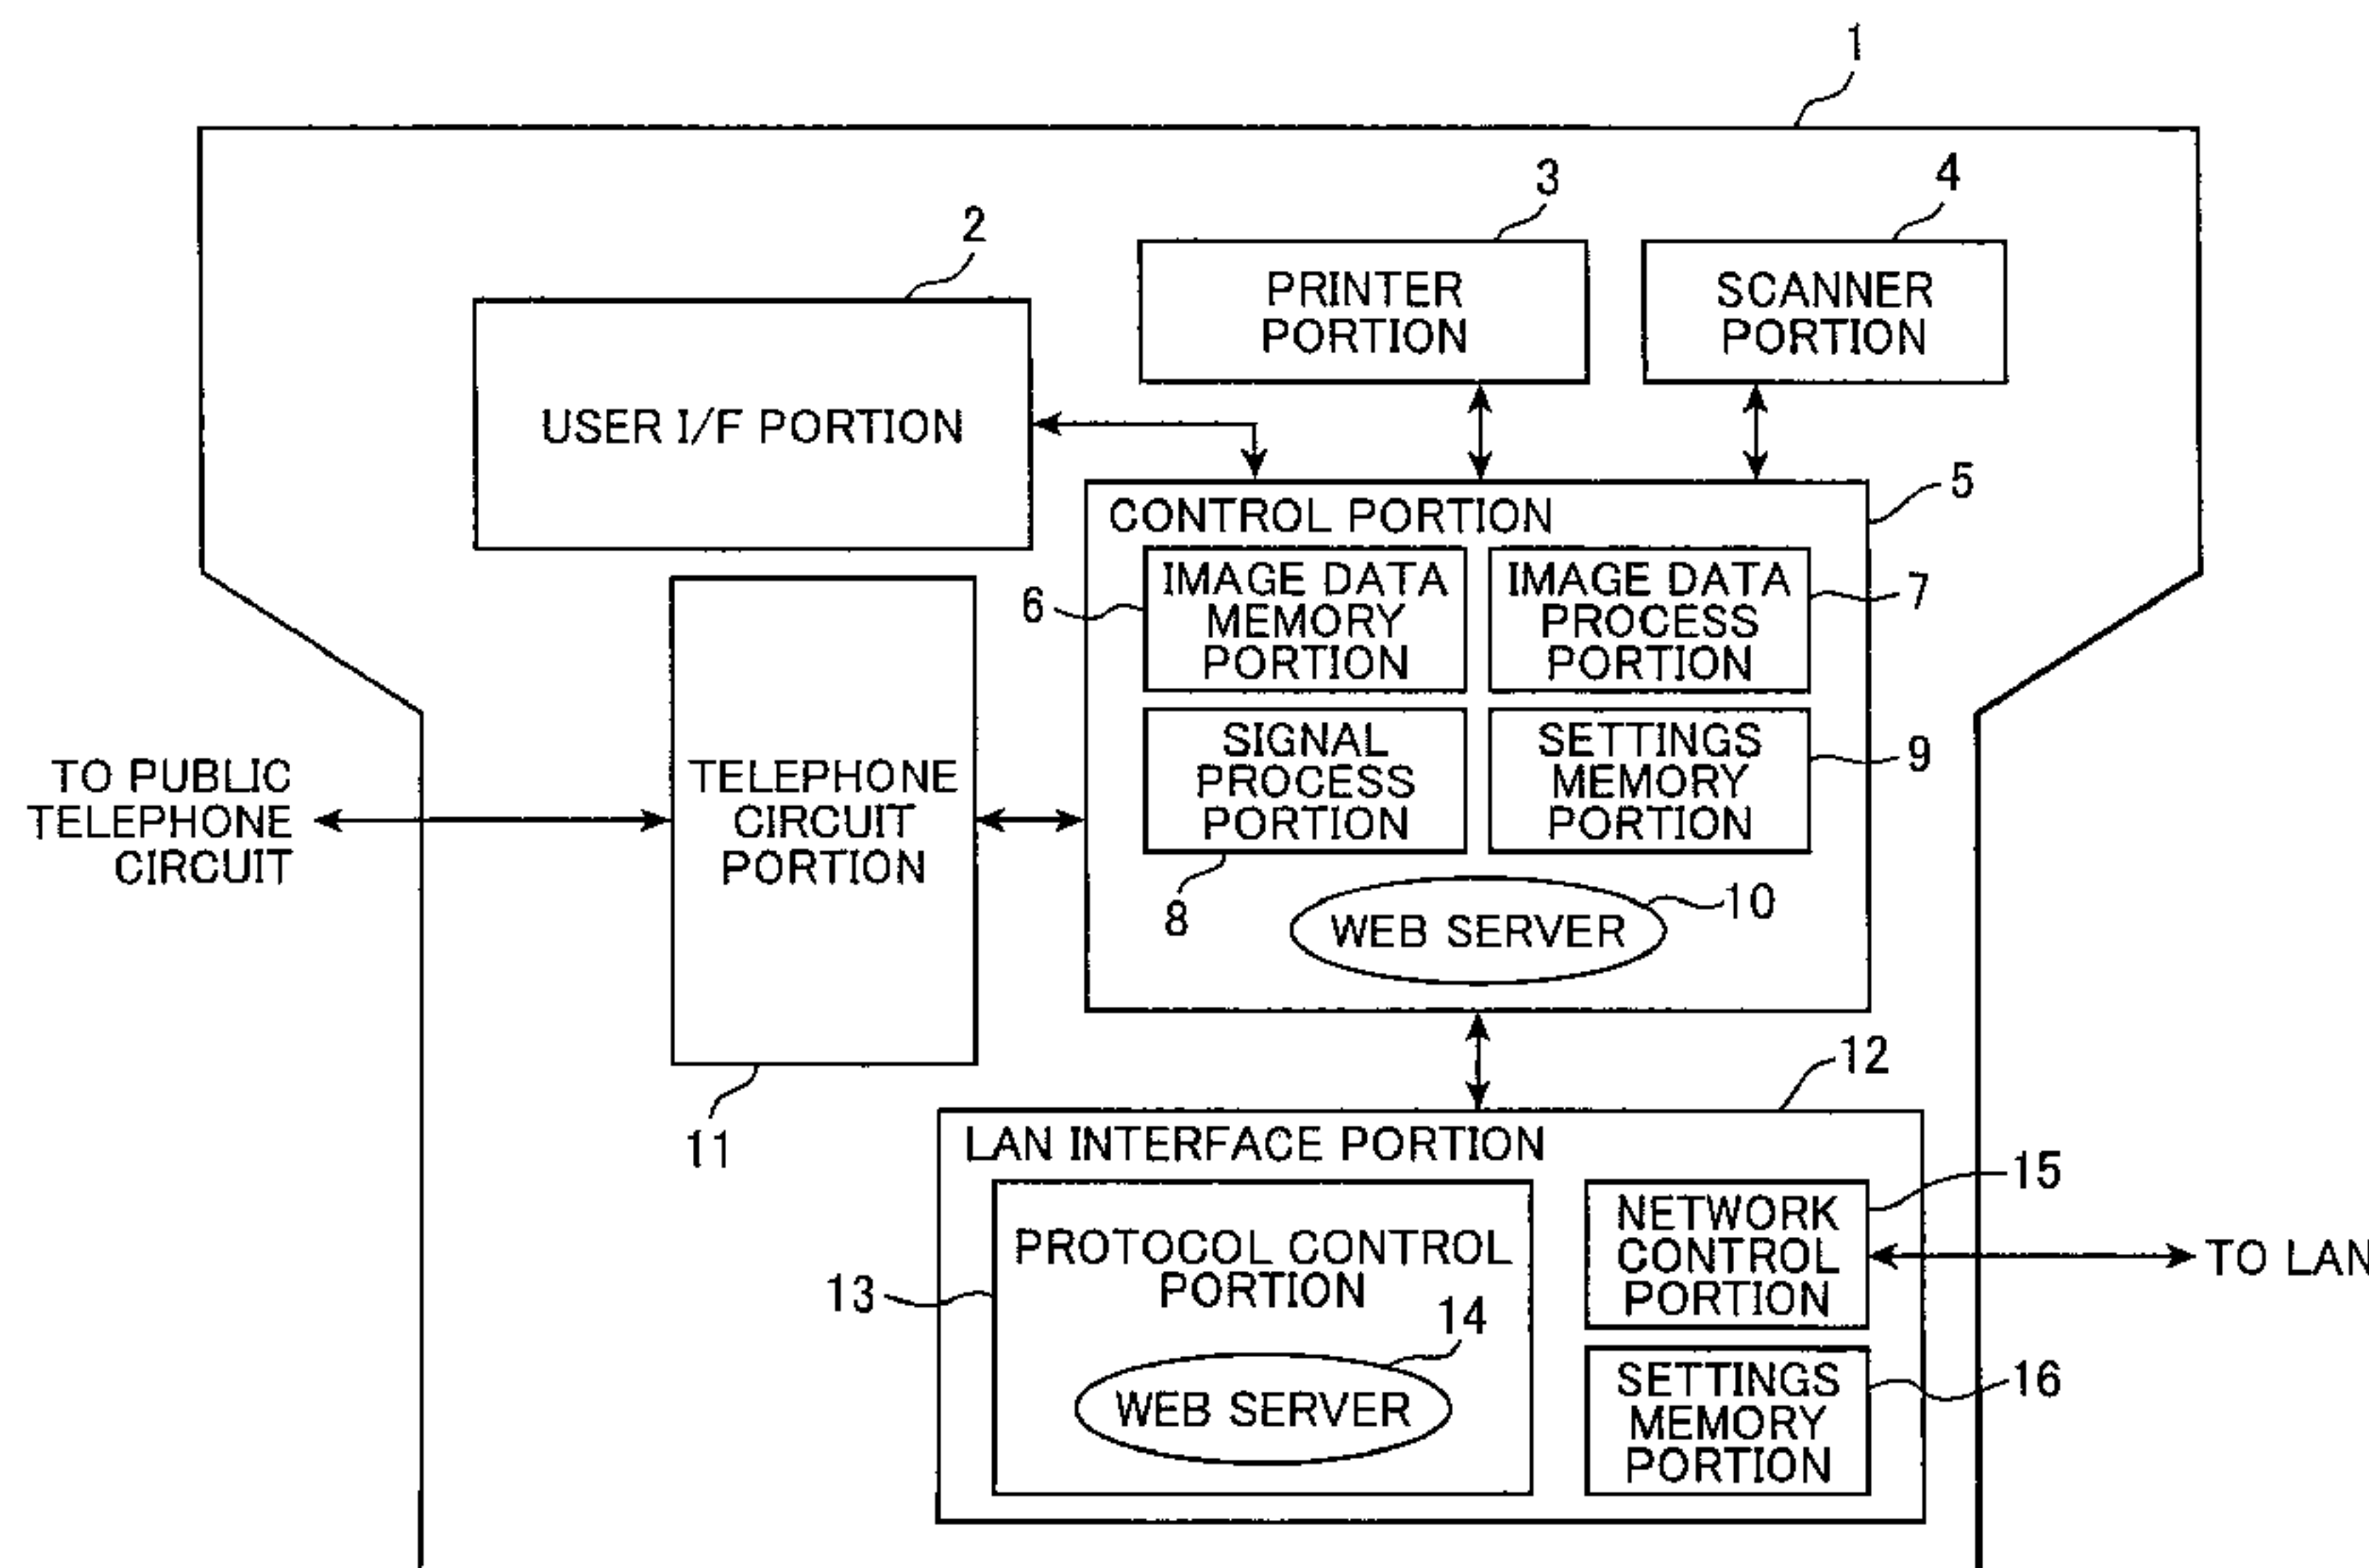 1
2
3
4
PRINTER
PORTION
SCANNER
PORTION
USER I/F PORTION
5
CONTROL PORTION
6
IMAGE DATA
MEMORY
PORTION
IMAGE DATA
PROCESS
PORTION
7
SIGNAL
PROCESS
PORTION
SETTINGS
MEMORY
PORTION
9
8
WEB SERVER
10
TO PUBLIC
TELEPHONE
CIRCUIT
TELEPHONE
CIRCUIT
PORTION
11
12
LAN INTERFACE PORTION
13
PROTOCOL CONTROL
PORTION
14
WEB SERVER
15
NETWORK
CONTROL
PORTION
TO LAN
SETTINGS
MEMORY
PORTION
16